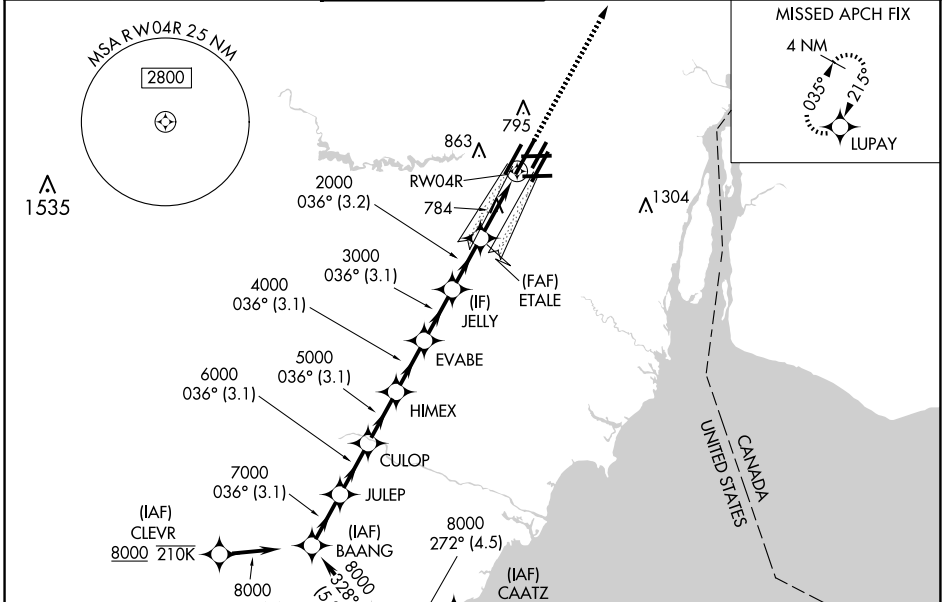 MSA RW04R 25 NM
2800
1535
MISSED APCH FIX
4 NM
035°
215°
LUPAY
795
863
RW04R
784
1304
2000
036° (3.2)
(FAF)
ETALE
3000
036° (3.1)
(IF)
JELLY
4000
036° (3.1)
EVABE
5000
036° (3.1)
HIMEX
6000
036° (3.1)
CULOP
7000
036° (3.1)
JULEP
(IAF)
CLEVR
8000 210K
8000
(IAF)
BAANG
8000
328°
8000
272° (4.5)
(IAF)
CAATZ
CANADA
UNITED STATES